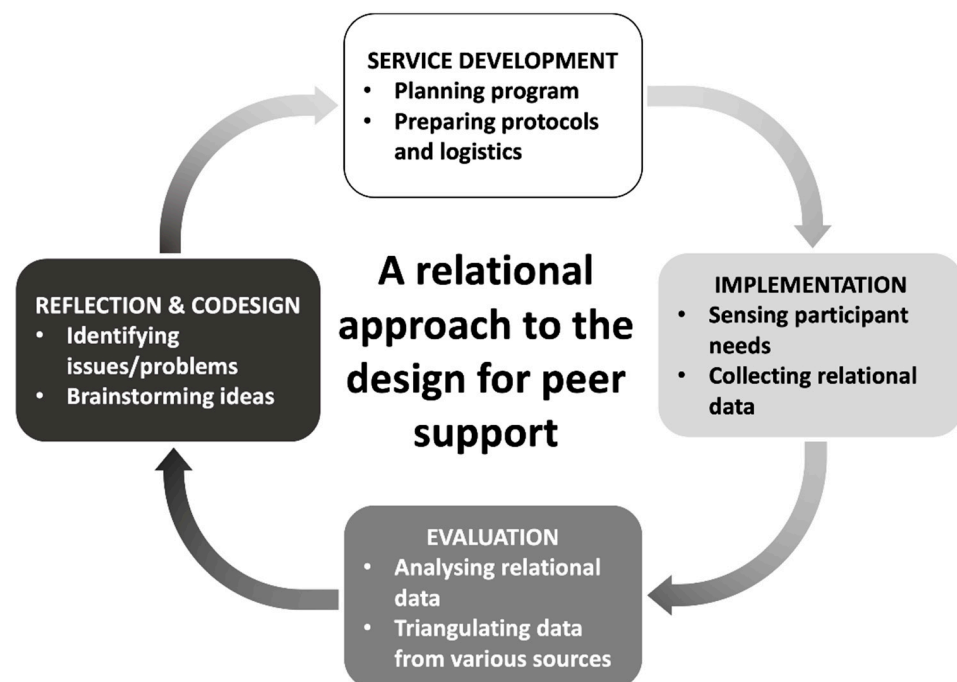 SERVICE DEVELOPMENT
• Planning program
• Preparing protocols
and logistics
REFLECTION & CODESIGN
• Identifying
issues/problems
• Brainstorming ideas
A relational
approach to the
design for peer
support
IMPLEMENTATION
• Sensing participant
needs
• Collecting relational
data
EVALUATION
• Analysing relational
data
• Triangulating data
from various sources